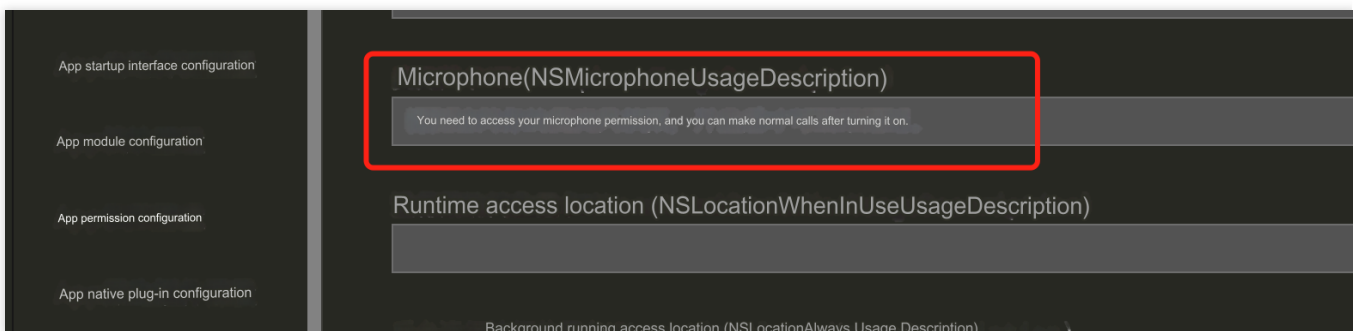 App startup interface configuration
App module configuration
App permission configuration
App native plug-in configuration
Microphone(NSMicrophoneUsageDescription)
You need to access your microphone permission, and you can make normal calls after turning it on.
Runtime access location (NSLocationWhenInUseUsageDescription)
Background running access location (NSLocationAlways Usage Description)